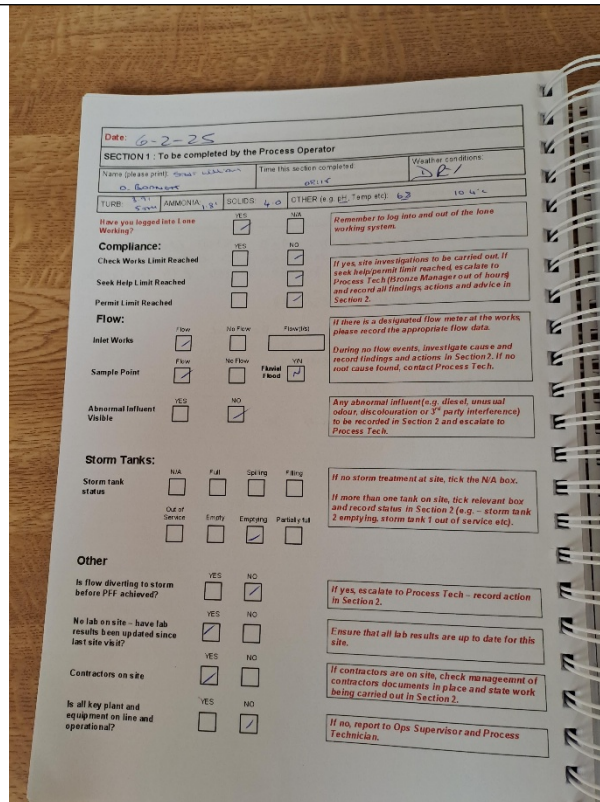 Date: 6-2-25
SECTION 1 : To be completed by the Process Operator
Name (please print):
Time this section completed:
Weather conditions:
DRY
TURB: AMMONIA SOLIDS: 4.0 OTHER (e.g. pH, Temp etc):
Have you logged into Lone Working?
YES N/A
Remember to log into and out of the lone
working system.
Compliance:
YES NO
Check Works Limit Reached
Seek Help Limit Reached
Permit Limit Reached
If yes, site investigations to be carried out. If
seek help/permit limit reached, escalate to
Process Tech (Bronze Manager out of hours)
and record all findings, actions and advice in
Section 2.
Flow:
Flow No Flow Flow(l/s)
Inlet Works
Flow No Flow Y/N
Sample Point
Fluvial
Flood
N
If there is a designated flow meter at the works,
please record the appropriate flow data.
During no flow events, investigate cause and
record findings and actions in Section 2. If no
root cause found, contact Process Tech.
YES NO
Abnormal Influent
Visible
Any abnormal influent (e.g. diesel, unusual
odour, discolouration or 3rd party interference)
to be recorded in Section 2 and escalate to
Process Tech.
Storm Tanks:
N/A Full Spilling Filling
Storm tank
status
Out of
Service
Empty Emptying Partially full
If no storm treatment at site, tick the N/A box.
If more than one tank on site, tick relevant box
and record status in Section 2 (e.g. – storm tank
2 emptying, storm tank 1 out of service etc).
Other
YES NO
Is flow diverting to storm
before PFF achieved?
If yes, escalate to Process Tech – record action
in Section 2.
YES NO
No lab on site – have lab
results been updated since
last site visit?
Ensure that all lab results are up to date for this
site.
YES NO
Contractors on site
If contractors are on site, check manageemnt of
contractors documents in place and state work
being carried out in Section 2.
YES NO
Is all key plant and
equipment on line and
operational?
If no, report to Ops Supervisor and Process
Technician.